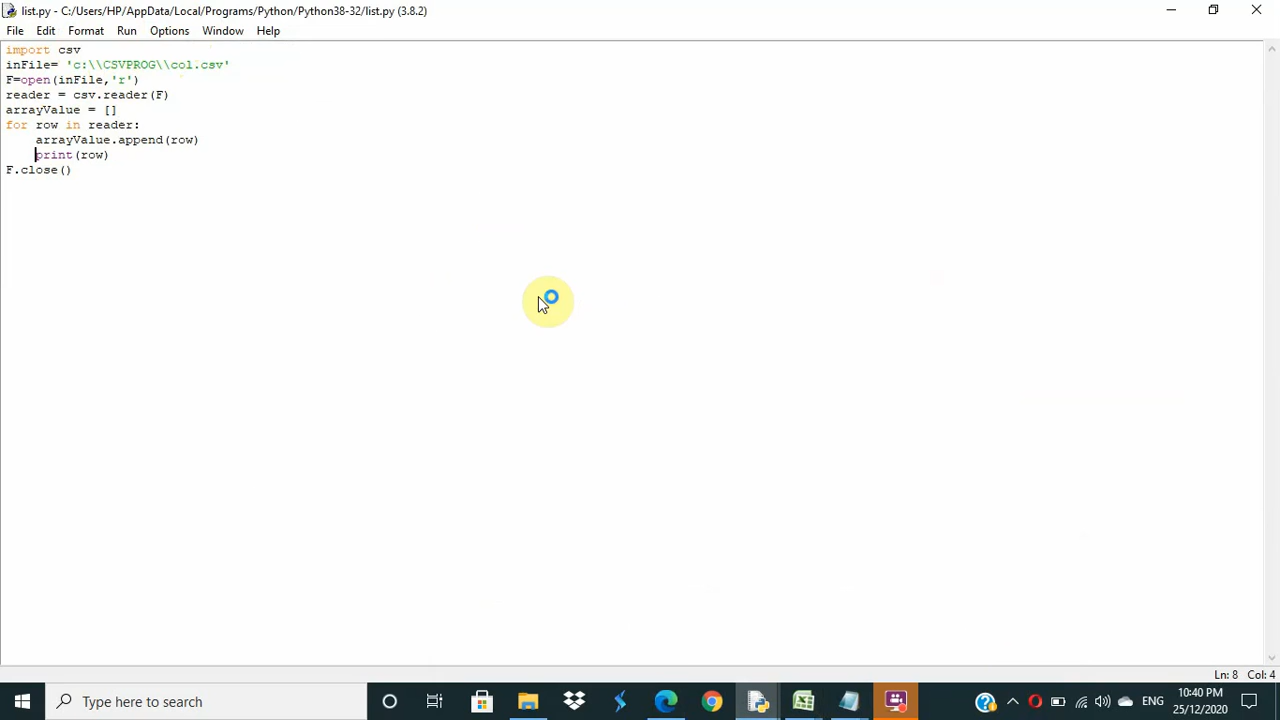 list.py - C:/Users/HP/AppData/Local/Programs/Python/Python38-32/list.py (3.8.2)
File Edit Format Run Options Window Help
import csv
inFile= 'c:\\CSVPROG\\col.csv'
F=open(inFile,'r')
reader = csv.reader(F)
arrayValue = []
for row in reader:
    arrayValue.append(row)
    print(row)
F.close()
Ln: 8 Col: 4
Type here to search
ENG
10:40 PM
25/12/2020